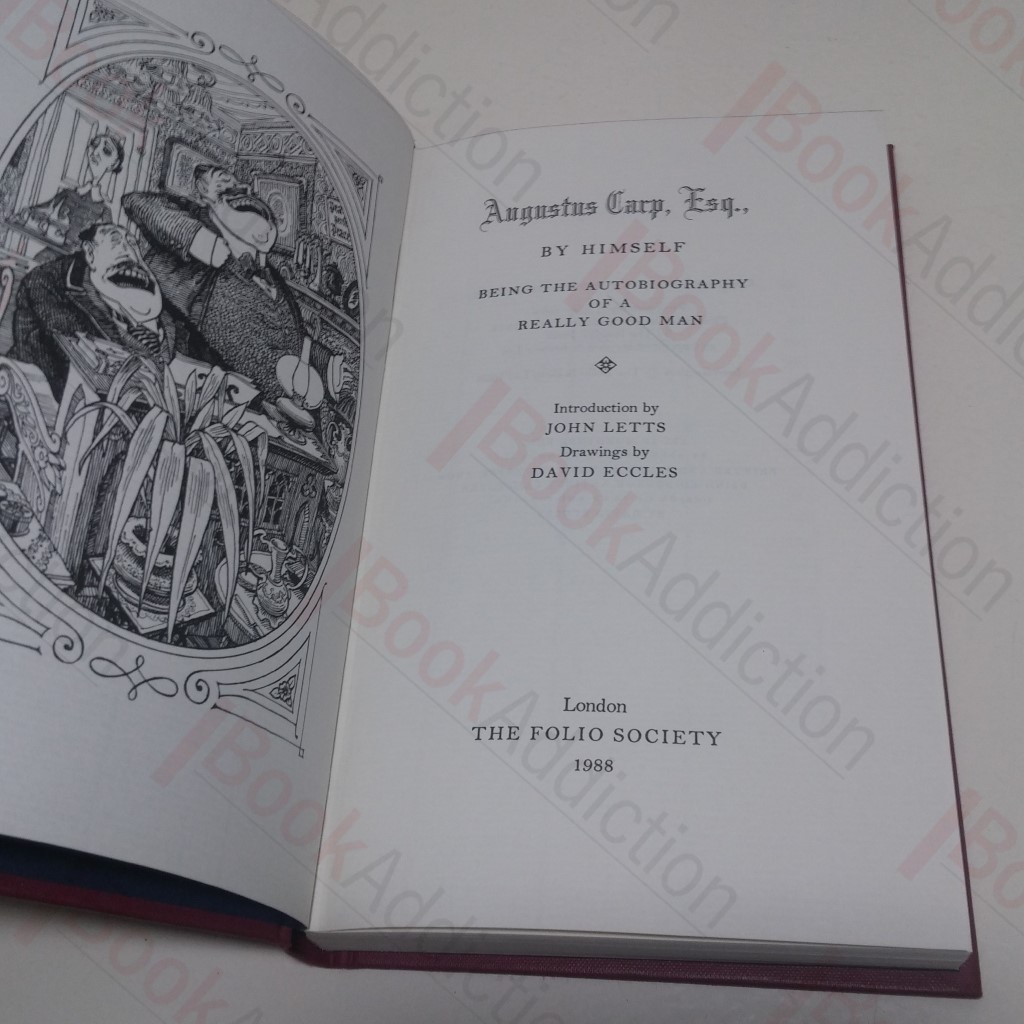 Augustus Carp, Esq.,
BY HIMSELF
BEING THE AUTOBIOGRAPHY
OF A
REALLY GOOD MAN
Introduction by
JOHN LETTS
Drawings by
DAVID ECCLES
London
THE FOLIO SOCIETY
1988
BookAddiction